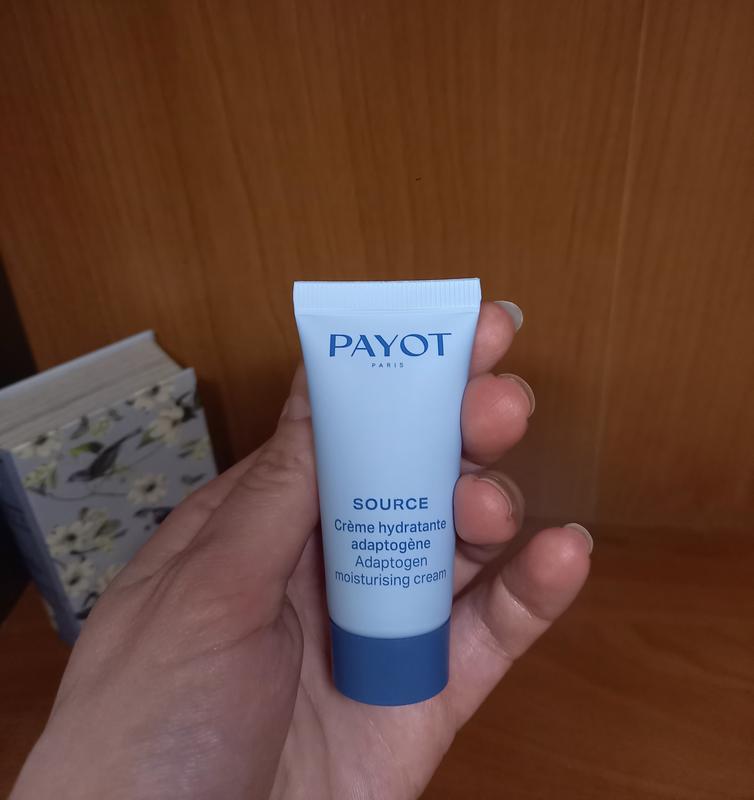 PAYOT
PARIS
SOURCE
Crème hydratante
adaptogène
Adaptogen
moisturising cream